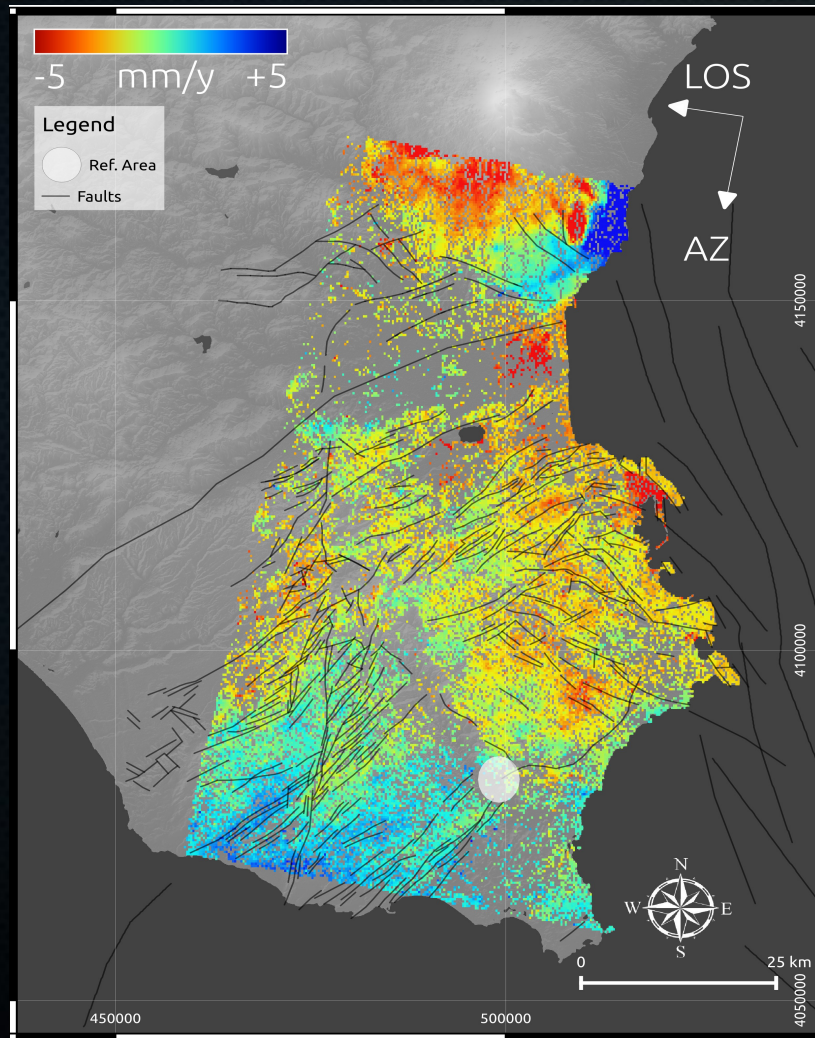 -5 mm/y +5
LOS
Legend
Ref. Area
Faults
AZ
4150000
4100000
N
W E
S
0 25 km
4050000
450000 500000